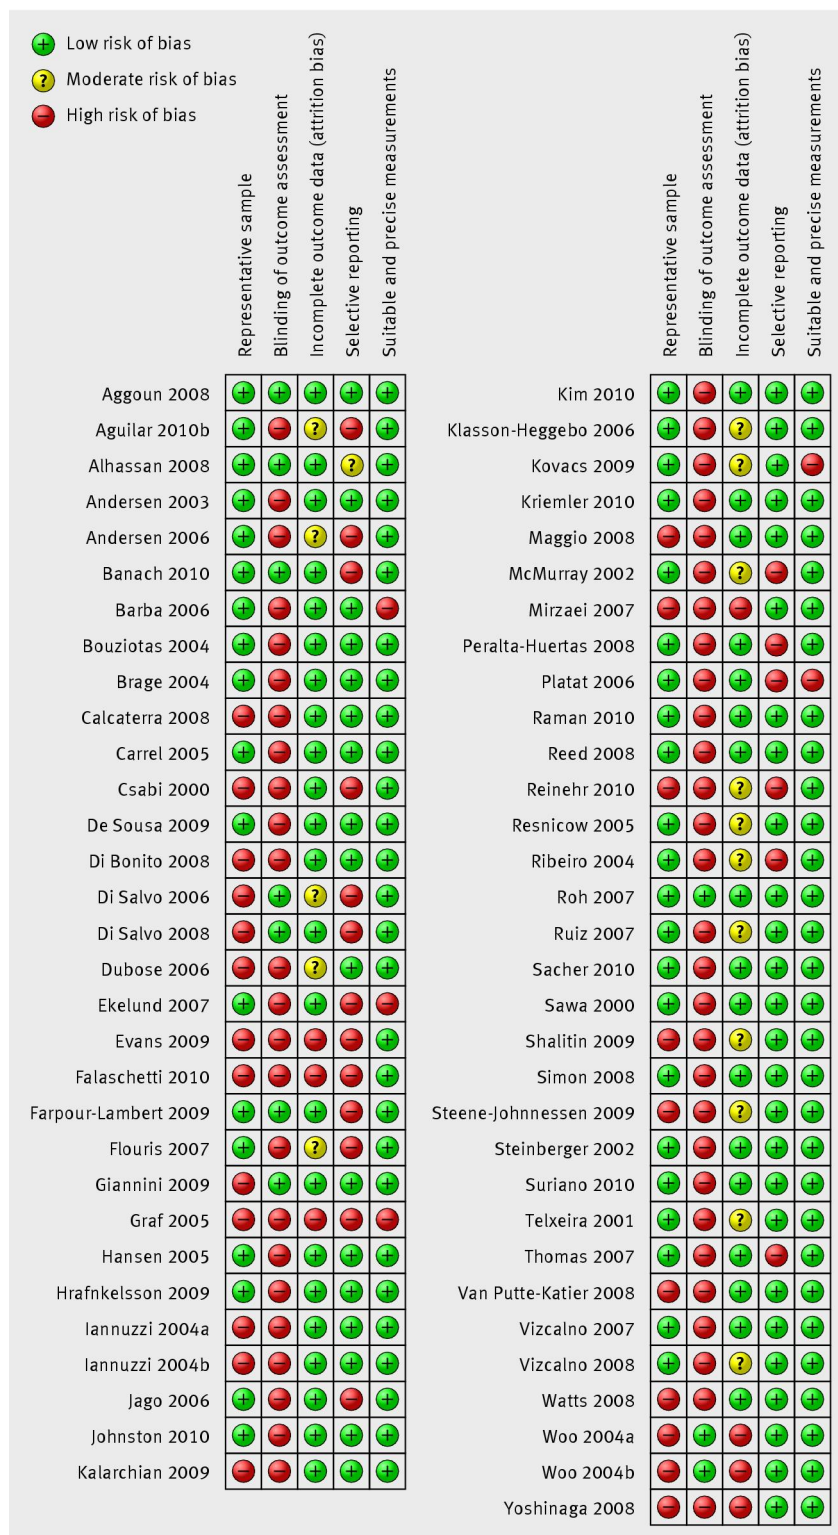 + Low risk of bias
? Moderate risk of bias
− High risk of bias
Representative sample
Blinding of outcome assessment
Incomplete outcome data (attrition bias)
Selective reporting
Suitable and precise measurements
Aggoun 2008 + + + + +
Aguilar 2010b + − ? − +
Alhassan 2008 + + + ? +
Andersen 2003 + − + + +
Andersen 2006 + − ? − +
Banach 2010 + + + − +
Barba 2006 + − + + −
Bouziotas 2004 + − + + +
Brage 2004 + − + + +
Calcaterra 2008 − − + + +
Carrel 2005 + − + + +
Csabi 2000 − − + − +
De Sousa 2009 + − + + +
Di Bonito 2008 − − + + +
Di Salvo 2006 − + ? − +
Di Salvo 2008 − + + − +
Dubose 2006 − − ? + +
Ekelund 2007 + − + − −
Evans 2009 − − − − +
Falaschetti 2010 − − − − +
Farpour-Lambert 2009 + + + − +
Flouris 2007 + − ? − +
Giannini 2009 − + + + +
Graf 2005 − − − − −
Hansen 2005 + − + + +
Hrafnkelsson 2009 + − + + +
Iannuzzi 2004a − − + + +
Iannuzzi 2004b − − + + +
Jago 2006 + − + − +
Johnston 2010 + − + + +
Kalarchian 2009 − − + + +
Representative sample
Blinding of outcome assessment
Incomplete outcome data (attrition bias)
Selective reporting
Suitable and precise measurements
Kim 2010 + − + + +
Klasson-Heggebo 2006 + − ? + +
Kovacs 2009 + − ? + −
Kriemler 2010 + − + + +
Maggio 2008 − − + + +
McMurray 2002 + − ? − +
Mirzaei 2007 − − − + +
Peralta-Huertas 2008 + − + − +
Platat 2006 + − + − −
Raman 2010 + − + + +
Reed 2008 + − + + +
Reinehr 2010 − − ? − +
Resnicow 2005 + − ? + +
Ribeiro 2004 + − ? − +
Roh 2007 + + + + +
Ruiz 2007 + − ? + +
Sacher 2010 + − + + +
Sawa 2000 + − + + +
Shalitin 2009 − − ? + +
Simon 2008 + − + + +
Steene-Johnnessen 2009 − − ? + +
Steinberger 2002 + − + + +
Suriano 2010 + − + + +
Telxeira 2001 + − ? + +
Thomas 2007 + − + − +
Van Putte-Katier 2008 − − + + +
Vizcalno 2007 + − + + +
Vizcalno 2008 + − ? + +
Watts 2008 − − + + +
Woo 2004a − + − + +
Woo 2004b − + − + +
Yoshinaga 2008 − − − + +